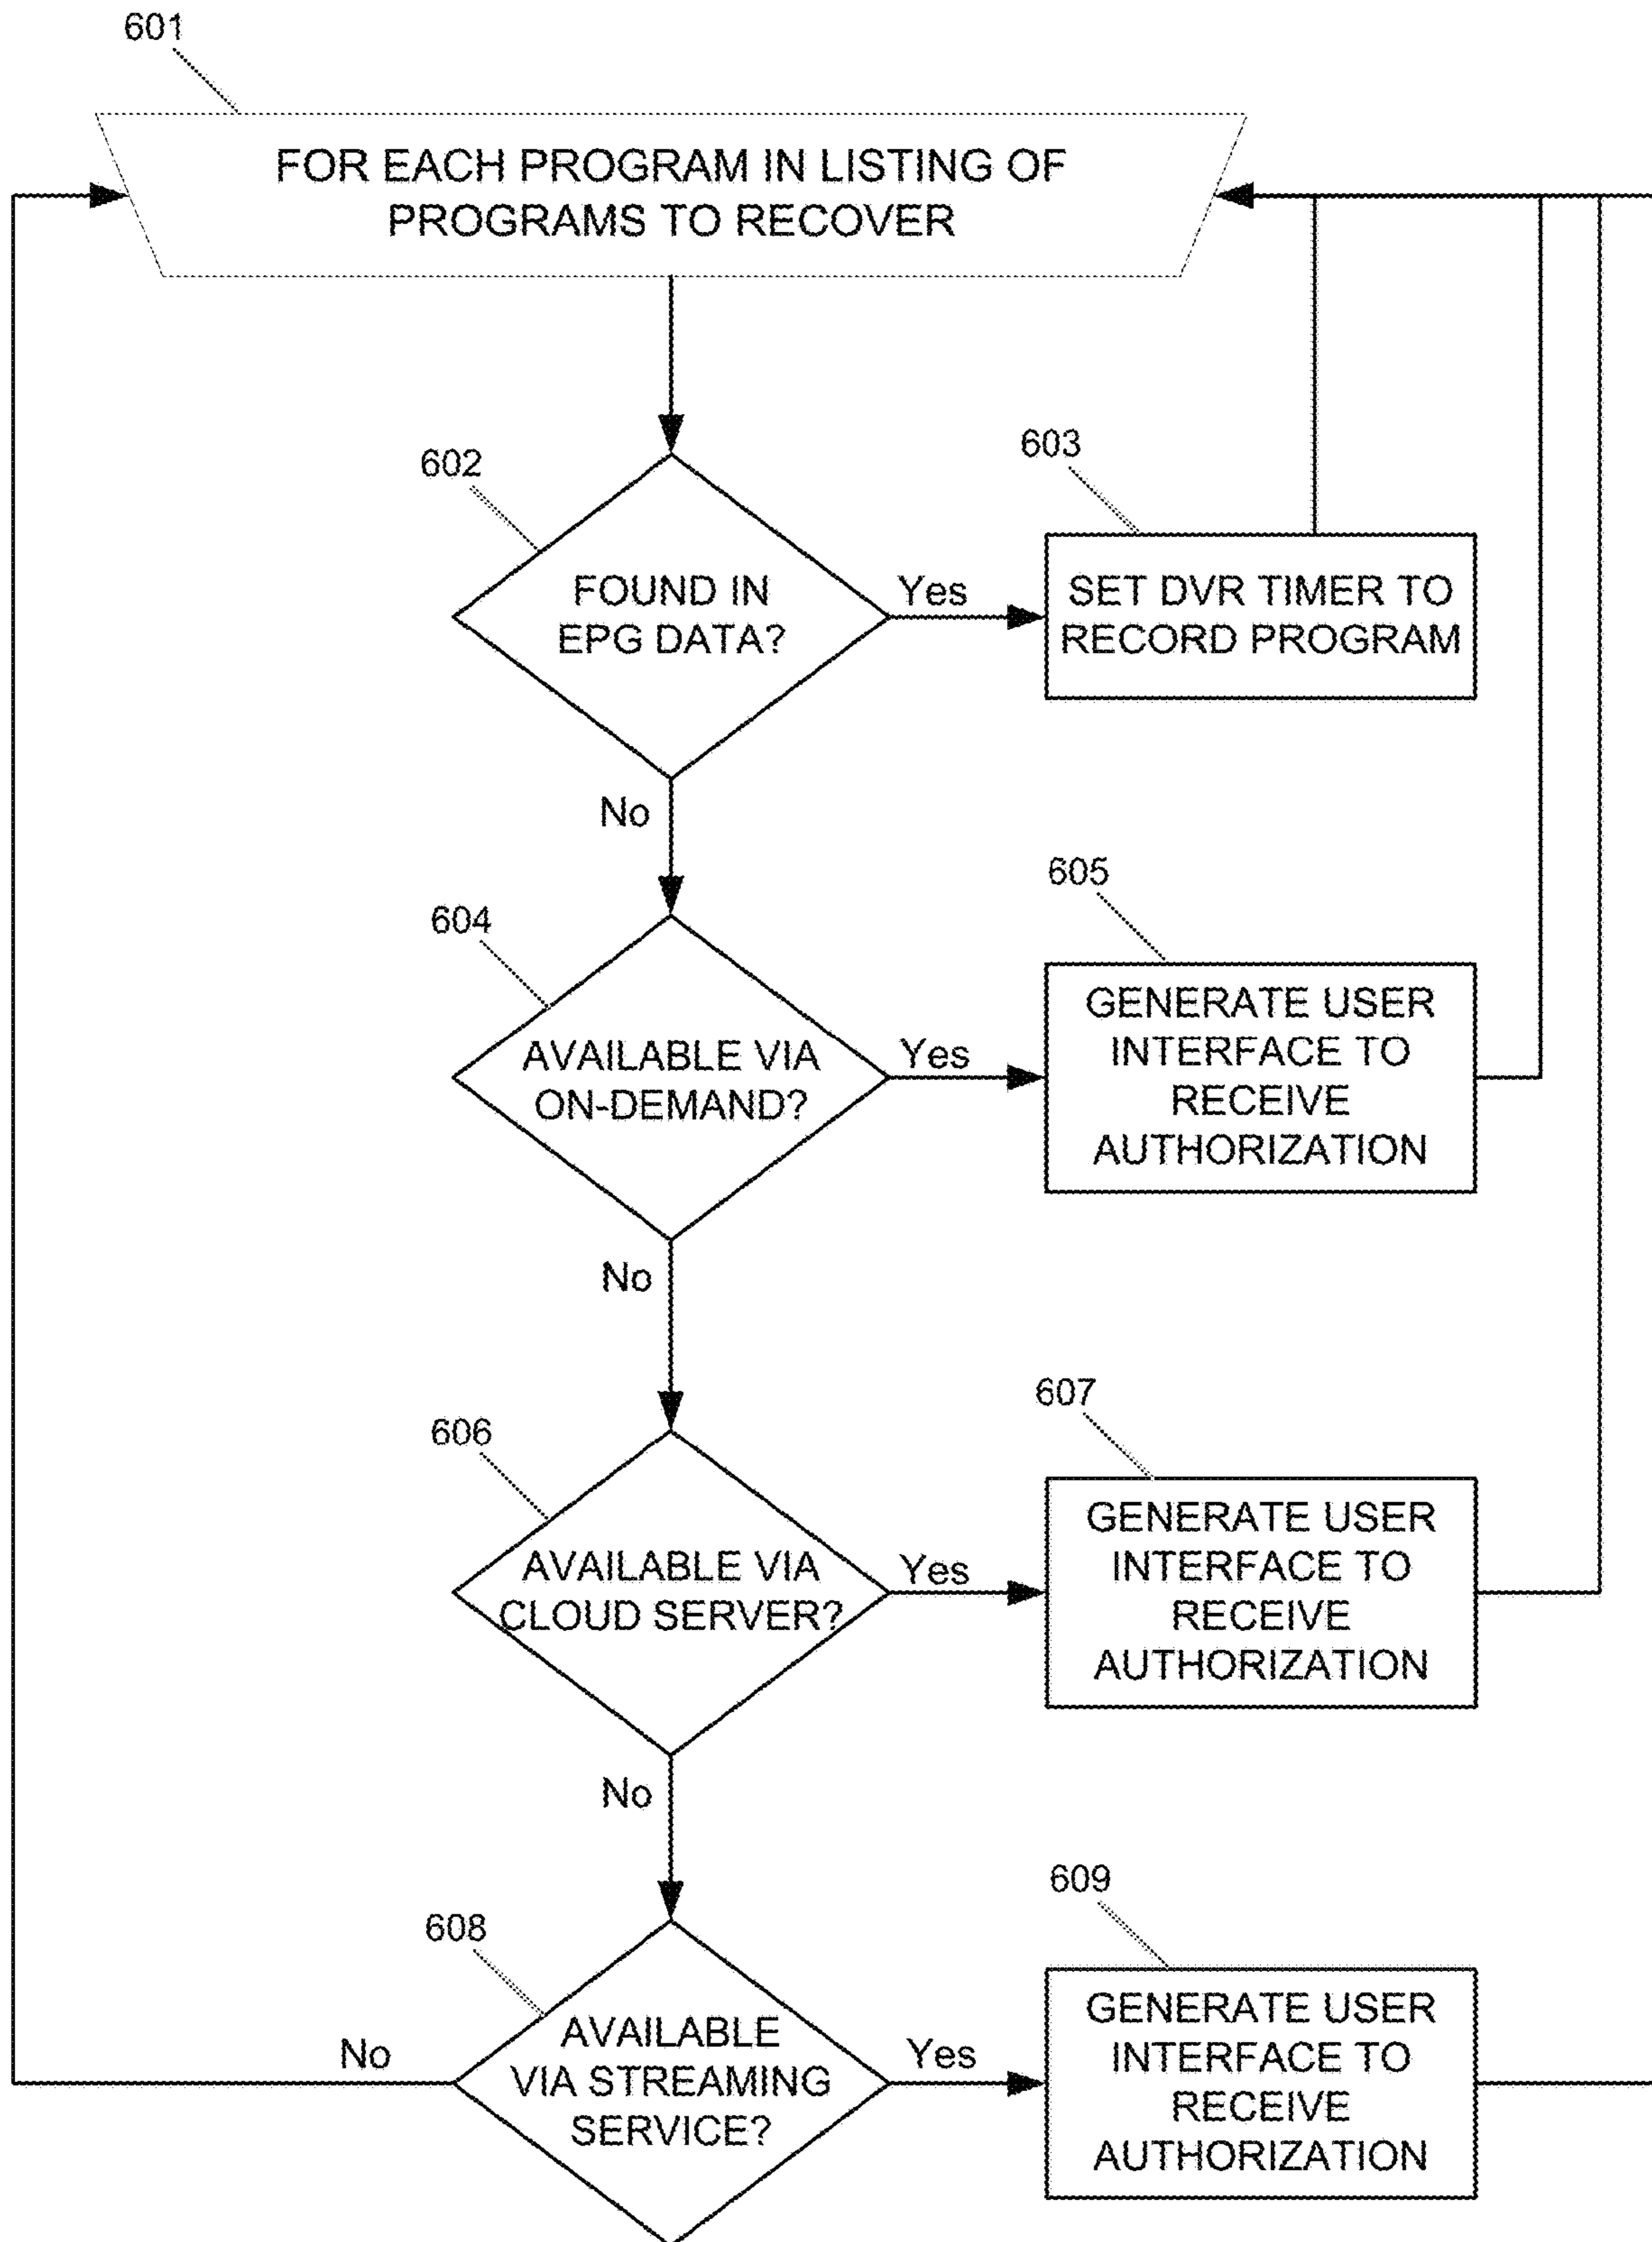 601
FOR EACH PROGRAM IN LISTING OF
PROGRAMS TO RECOVER
602
FOUND IN
EPG DATA?
Yes
603
SET DVR TIMER TO
RECORD PROGRAM
No
604
AVAILABLE VIA
ON-DEMAND?
Yes
605
GENERATE USER
INTERFACE TO
RECEIVE
AUTHORIZATION
No
606
AVAILABLE VIA
CLOUD SERVER?
Yes
607
GENERATE USER
INTERFACE TO
RECEIVE
AUTHORIZATION
No
608
AVAILABLE
VIA STREAMING
SERVICE?
No
Yes
609
GENERATE USER
INTERFACE TO
RECEIVE
AUTHORIZATION